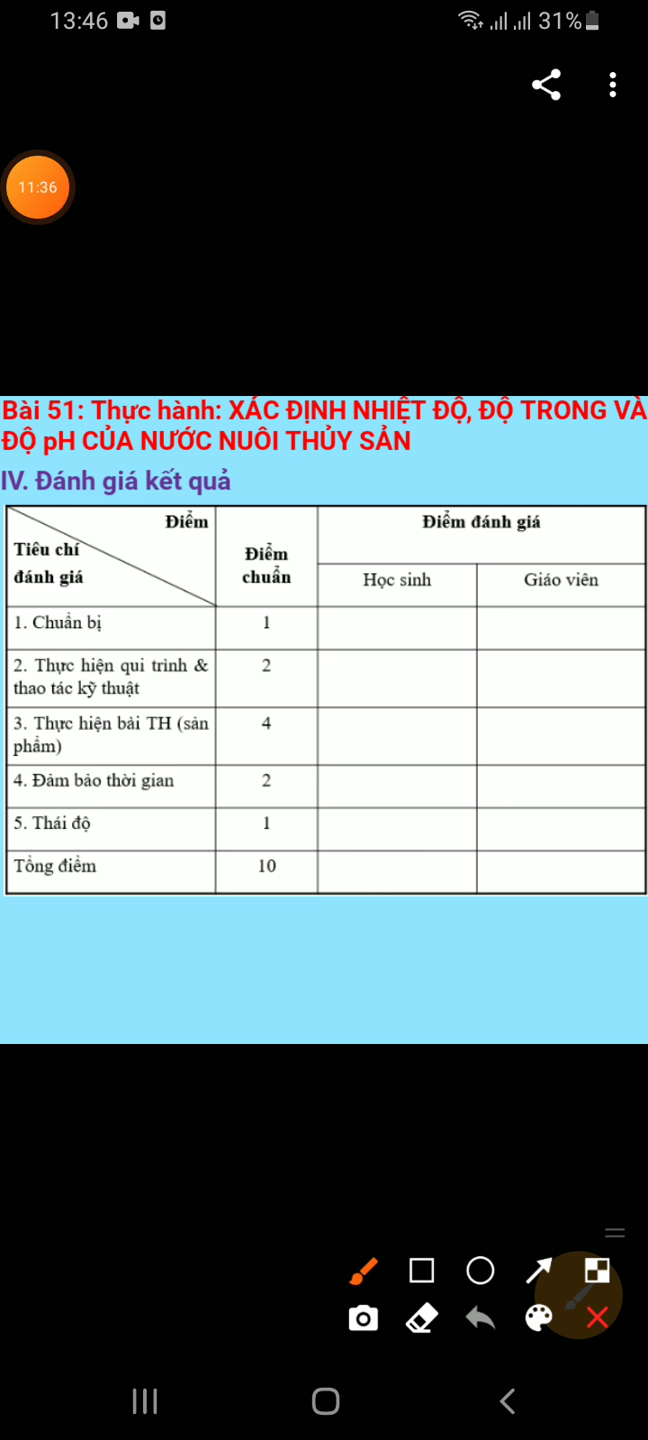 13:46
31%
11:36
Bài 51: Thực hành: XÁC ĐỊNH NHIỆT ĐỘ, ĐỘ TRONG VÀ
ĐỘ pH CỦA NƯỚC NUÔI THỦY SẢN
IV. Đánh giá kết quả
Điểm
Tiêu chí
đánh giá
Điểm
chuẩn
Điểm đánh giá
Học sinh
Giáo viên
1. Chuẩn bị
1
2. Thực hiện qui trình &
thao tác kỹ thuật
2
3. Thực hiện bài TH (sản
phẩm)
4
4. Đảm bảo thời gian
2
5. Thái độ
1
Tổng điểm
10